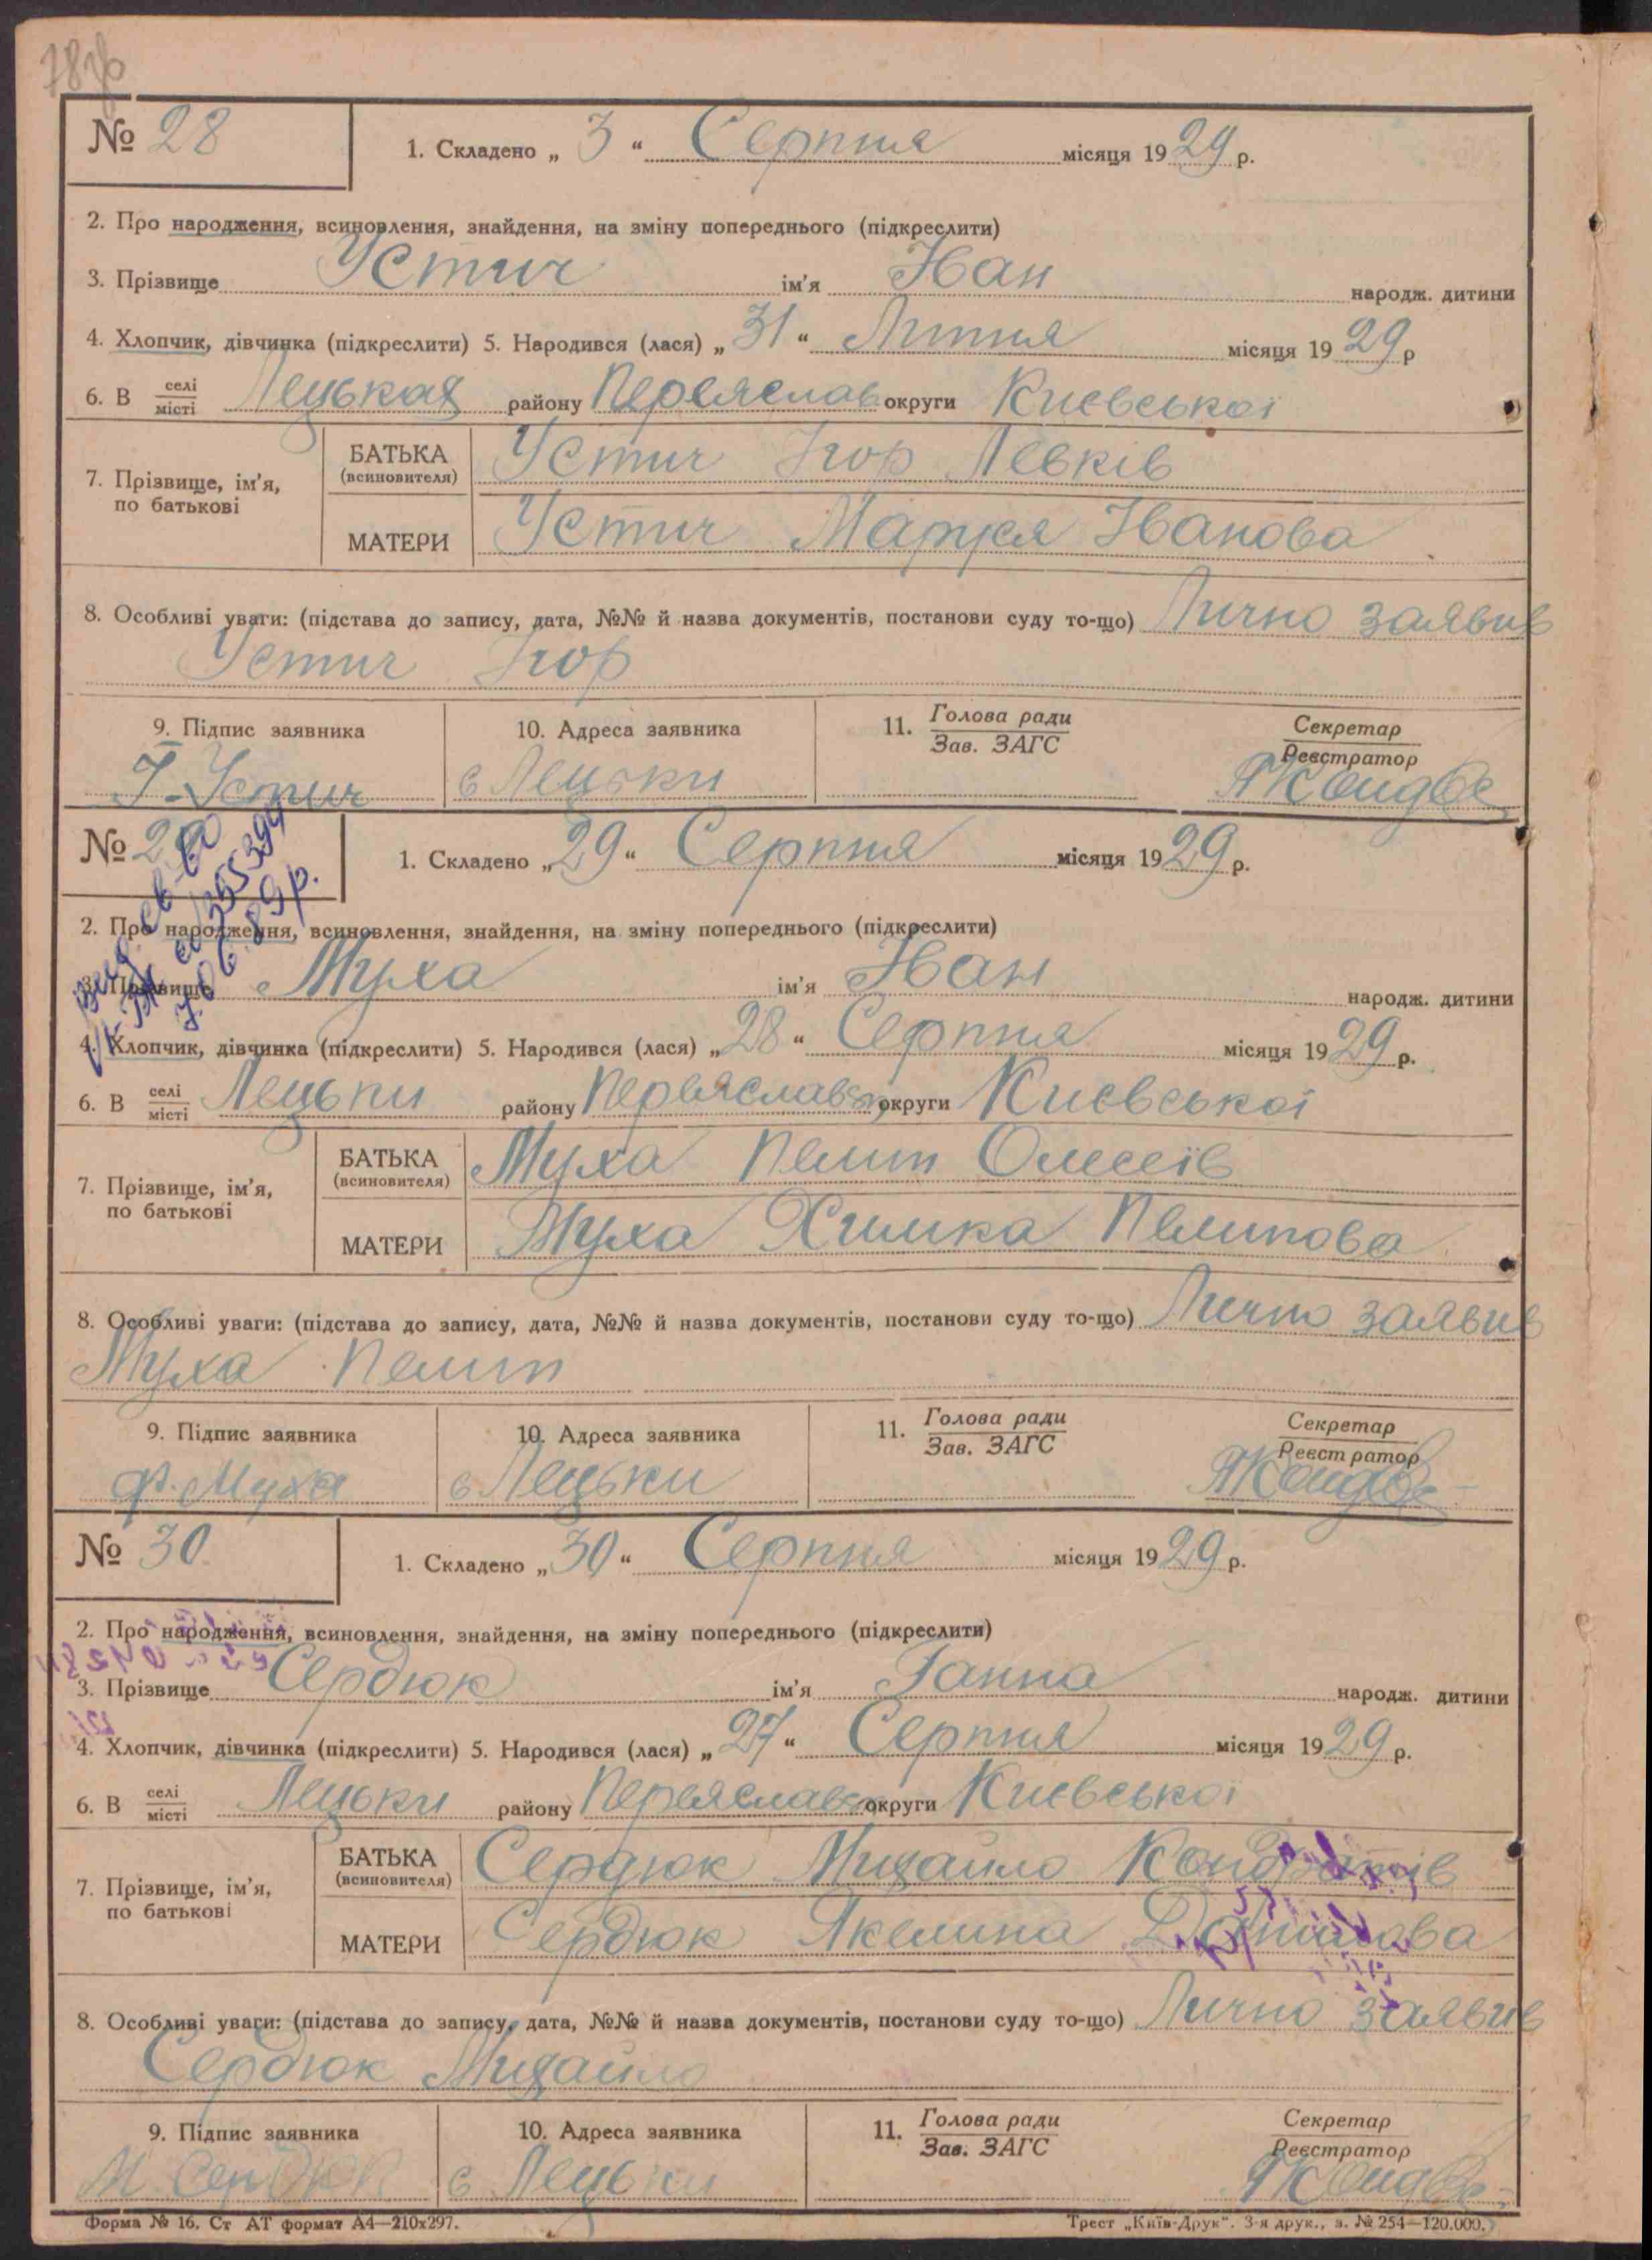 № 28
1. Складено „ 3 “ Серпня місяця 1929 р.
2. Про народження, всиновлення, знайдення, на зміну попереднього (підкреслити)
3. Прізвище Устич ім'я Іван народж. дитини
4. Хлопчик, дівчинка (підкреслити) 5. Народився (лася) „ 31 “ Липня місяця 1929 р
6. В селі місті Лецьках району Переяслав округи Київської
7. Прізвище, ім'я, по батькові
БАТЬКА (всиновителя) Устич Ігор Левків
МАТЕРИ Устич Маруся Іванова
8. Особливі уваги: (підстава до запису, дата, №№ й назва документів, постанови суду то-що) Лично заявив
Устич Ігор
9. Підпис заявника 10. Адреса заявника 11. Голова ради Зав. ЗАГС Секретар Реєстратор
І. Устич с Лецьки
№ 29
1. Складено „ 29 “ Серпня місяця 1929 р.
2. Про народження, всиновлення, знайдення, на зміну попереднього (підкреслити)
3. Прізвище Муха ім'я Іван народж. дитини
4. Хлопчик, дівчинка (підкреслити) 5. Народився (лася) „ 28 “ Серпня місяця 1929 р.
6. В селі місті Лецьки району Переяслав округи Київської
7. Прізвище, ім'я, по батькові
БАТЬКА (всиновителя) Муха Пелип Олесеїв
МАТЕРИ Муха Химка Пелипова
8. Особливі уваги: (підстава до запису, дата, №№ й назва документів, постанови суду то-що) Лично заявив
Муха Пелип
9. Підпис заявника 10. Адреса заявника 11. Голова ради Зав. ЗАГС Секретар Реєстратор
Ф. Муха с Лецьки
№ 30
1. Складено „ 30 “ Серпня місяця 1929 р.
2. Про народження, всиновлення, знайдення, на зміну попереднього (підкреслити)
3. Прізвище Сердюк ім'я Ганна народж. дитини
4. Хлопчик, дівчинка (підкреслити) 5. Народився (лася) „ 27 “ Серпня місяця 1929 р.
6. В селі місті Лецьки району Переяслав округи Київської
7. Прізвище, ім'я, по батькові
БАТЬКА (всиновителя) Сердюк Михайло Кондратів
МАТЕРИ Сердюк Якелина
8. Особливі уваги: (підстава до запису, дата, №№ й назва документів, постанови суду то-що) Лично заявив
Сердюк Михайло
9. Підпис заявника 10. Адреса заявника 11. Голова ради Зав. ЗАГС Секретар Реєстратор
М. Сердюк с Лецьки
Форма № 16. Ст АТ формат А4—210х297. Трест „Київ-Друк“. 3-я друк., з. № 254—120.000.